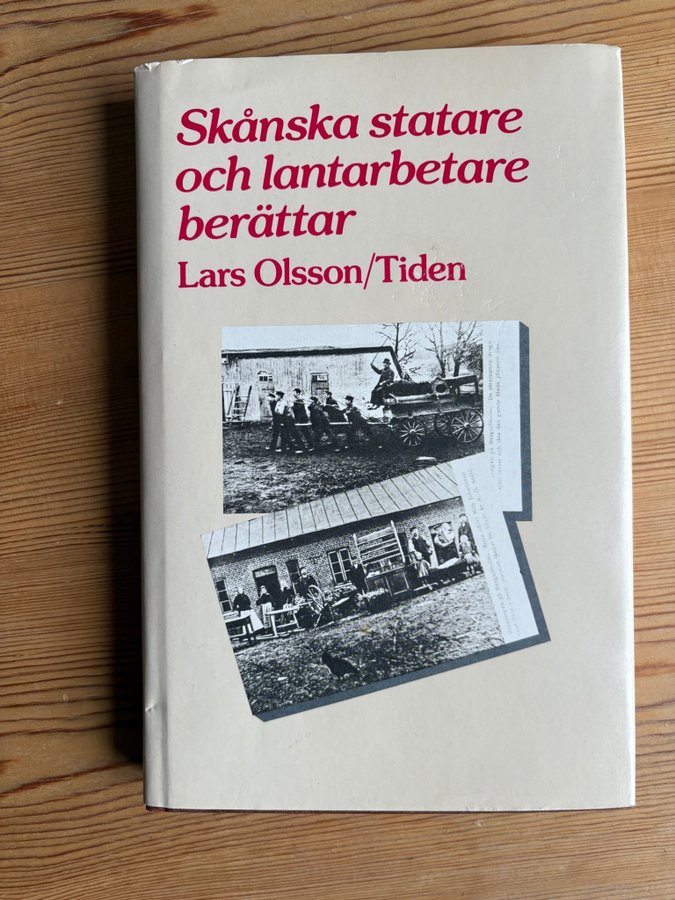 Skånska statare
och lantarbetare
berättar
Lars Olsson/Tiden